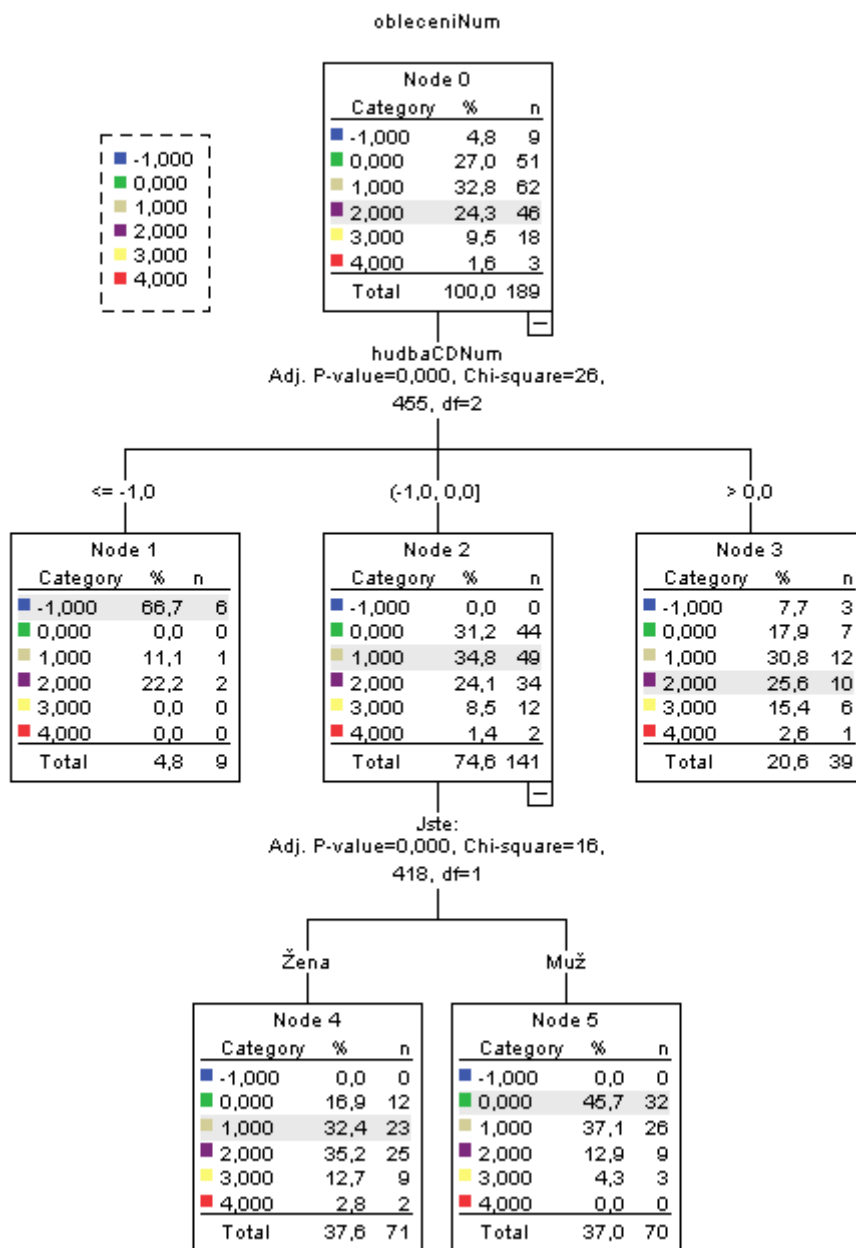 obleceniNum
Node 0
Category % n
-1,000 4,8 9
0,000 27,0 51
1,000 32,8 62
2,000 24,3 46
3,000 9,5 18
4,000 1,6 3
Total 100,0 189
-1,000
0,000
1,000
2,000
3,000
4,000
hudbaCDNum
Adj. P-value=0,000, Chi-square=26,
455, df=2
<= -1,0
(-1,0, 0,0]
> 0,0
Node 1
Category % n
-1,000 66,7 6
0,000 0,0 0
1,000 11,1 1
2,000 22,2 2
3,000 0,0 0
4,000 0,0 0
Total 4,8 9
Node 2
Category % n
-1,000 0,0 0
0,000 31,2 44
1,000 34,8 49
2,000 24,1 34
3,000 8,5 12
4,000 1,4 2
Total 74,6 141
Node 3
Category % n
-1,000 7,7 3
0,000 17,9 7
1,000 30,8 12
2,000 25,6 10
3,000 15,4 6
4,000 2,6 1
Total 20,6 39
Jste:
Adj. P-value=0,000, Chi-square=16,
418, df=1
Žena
Muž
Node 4
Category % n
-1,000 0,0 0
0,000 16,9 12
1,000 32,4 23
2,000 35,2 25
3,000 12,7 9
4,000 2,8 2
Total 37,6 71
Node 5
Category % n
-1,000 0,0 0
0,000 45,7 32
1,000 37,1 26
2,000 12,9 9
3,000 4,3 3
4,000 0,0 0
Total 37,0 70